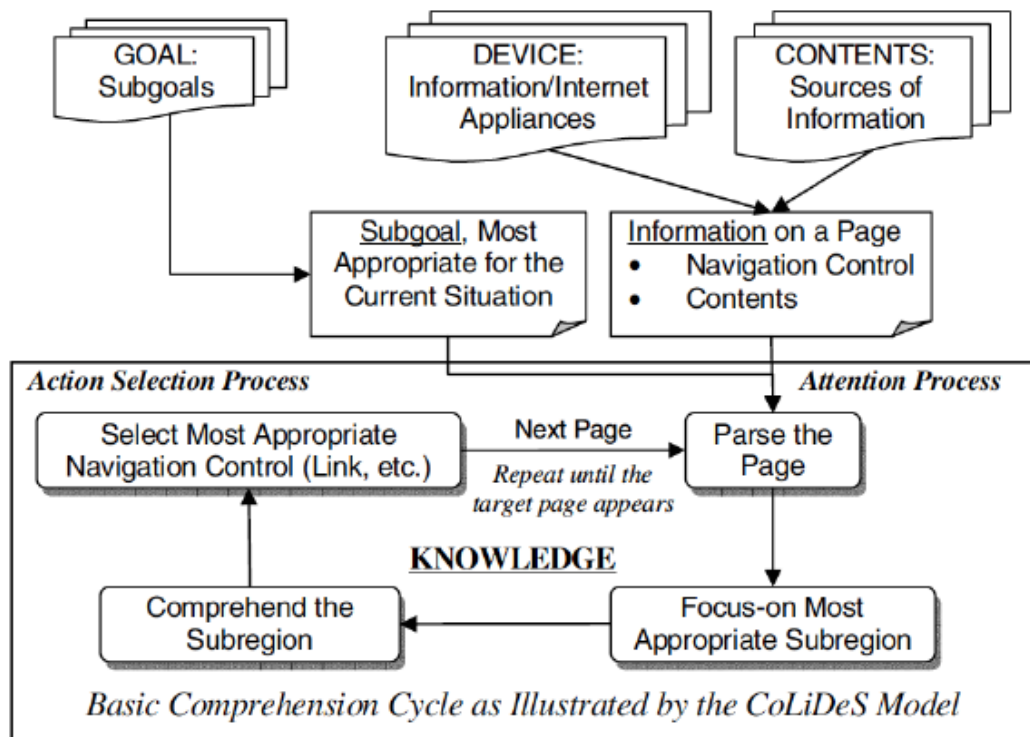 GOAL:
Subgoals
DEVICE:
Information/Internet
Appliances
CONTENTS:
Sources of
Information
Subgoal, Most
Appropriate for the
Current Situation
Information on a Page
• Navigation Control
• Contents
Action Selection Process
Attention Process
Select Most Appropriate
Navigation Control (Link, etc.)
Next Page
Repeat until the
target page appears
Parse the
Page
KNOWLEDGE
Comprehend the
Subregion
Focus-on Most
Appropriate Subregion
Basic Comprehension Cycle as Illustrated by the CoLiDeS Model